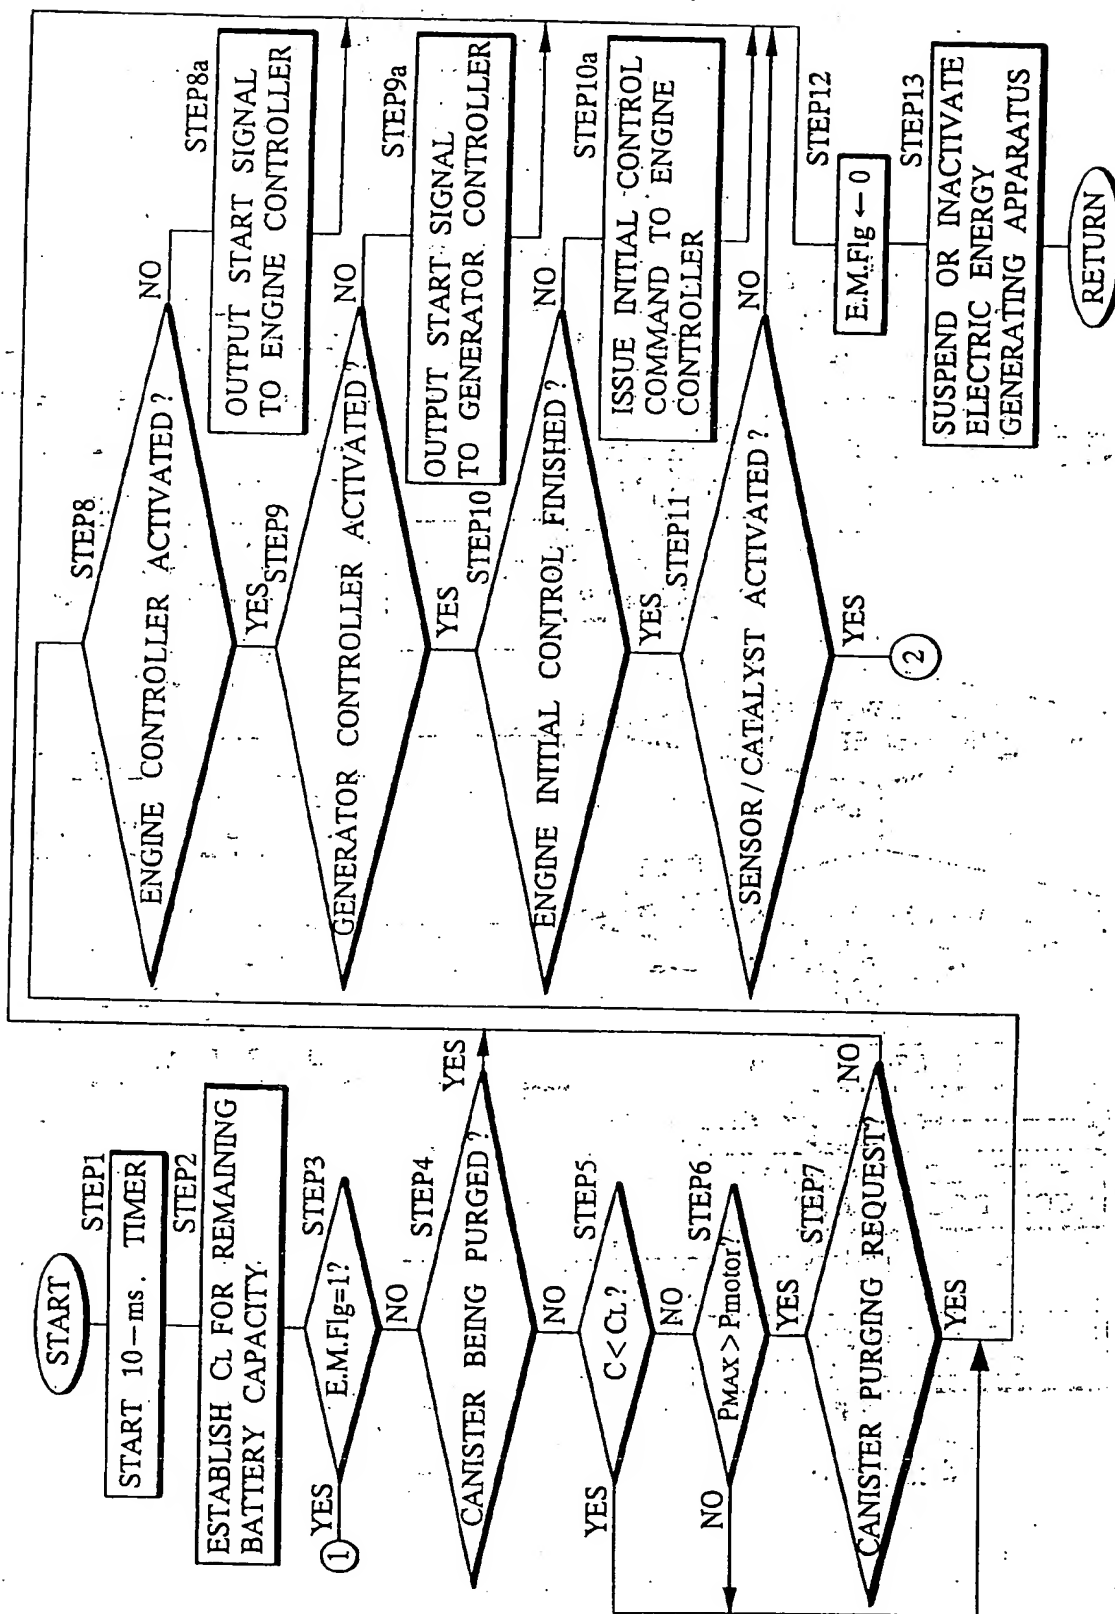 START
STEP1
START 10-ms. TIMER
STEP2
ESTABLISH CL FOR REMAINING
BATTERY CAPACITY
STEP3
E.M.Flg=1?
YES
1
NO
STEP4
CANISTER BEING PURGED?
YES
NO
STEP5
C<CL?
YES
NO
STEP6
PMAX>Pmotor?
NO
YES
STEP7
CANISTER PURGING REQUEST?
NO
YES
STEP8
ENGINE CONTROLLER ACTIVATED?
NO
STEP8a
OUTPUT START SIGNAL
TO ENGINE CONTROLLER
YES
STEP9
GENERATOR CONTROLLER ACTIVATED?
NO
STEP9a
OUTPUT START SIGNAL
TO GENERATOR CONTROLLER
YES
STEP10
ENGINE INITIAL CONTROL FINISHED?
NO
STEP10a
ISSUE INITIAL CONTROL
COMMAND TO ENGINE
CONTROLLER
YES
STEP11
SENSOR/CATALYST ACTIVATED?
NO
YES
2
STEP12
E.M.Flg ← 0
STEP13
SUSPEND OR INACTIVATE
ELECTRIC ENERGY
GENERATING APPARATUS
RETURN